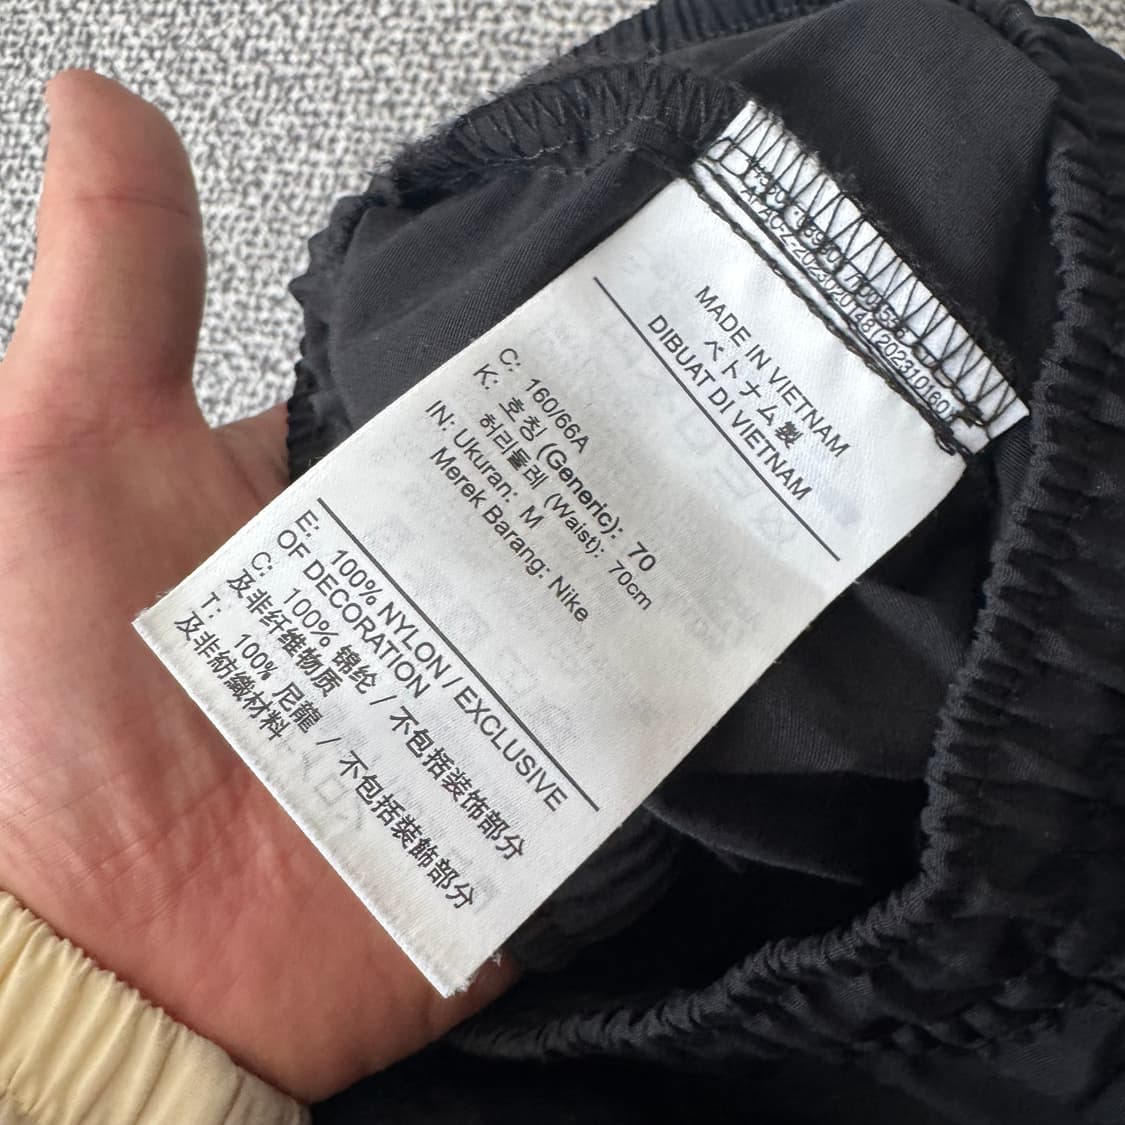 MADE IN VIETNAM
ベトナム製
DIBUAT DI VIETNAM
C: 160/66A
K: 호칭 (Generic): 70
허리둘레 (Waist): 70cm
IN: Ukuran: M
Merek Barang: Nike
E: 100% NYLON / EXCLUSIVE
OF DECORATION
C: 100% 锦纶 / 不包括装饰部分
及非纤维物质
T: 100% 尼龍 / 不包括裝飾部分
及非紡織材料